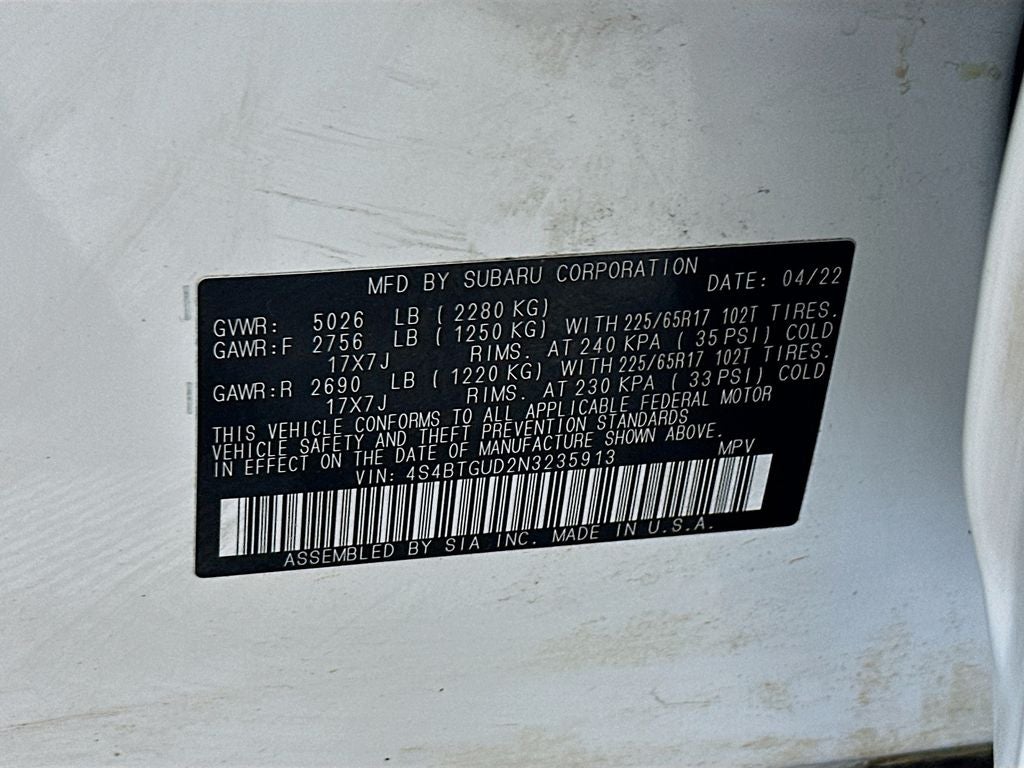 MFD BY SUBARU CORPORATION DATE: 04/22
GVWR: 5026 LB ( 2280 KG)
GAWR:F 2756 LB ( 1250 KG) WITH 225/65R17 102T TIRES.
17X7J RIMS. AT 240 KPA ( 35 PSI) COLD
GAWR:R 2690 LB ( 1220 KG) WITH 225/65R17 102T TIRES.
17X7J RIMS. AT 230 KPA ( 33 PSI) COLD
THIS VEHICLE CONFORMS TO ALL APPLICABLE FEDERAL MOTOR
VEHICLE SAFETY AND THEFT PREVENTION STANDARDS
IN EFFECT ON THE DATE OF MANUFACTURE SHOWN ABOVE.
VIN: 4S4BTGUD2N3235913 MPV
ASSEMBLED BY SIA INC. MADE IN U.S.A.